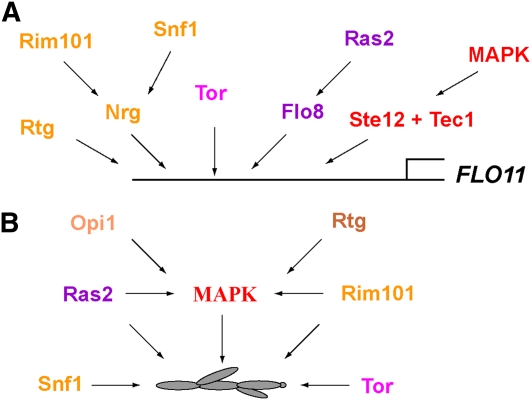 A
Rim101 Snf1 Ras2 MAPK
Rtg Nrg Tor Flo8 Ste12 + Tec1
FLO11
B
Opi1 Rtg
Ras2 MAPK Rim101
Snf1 Tor